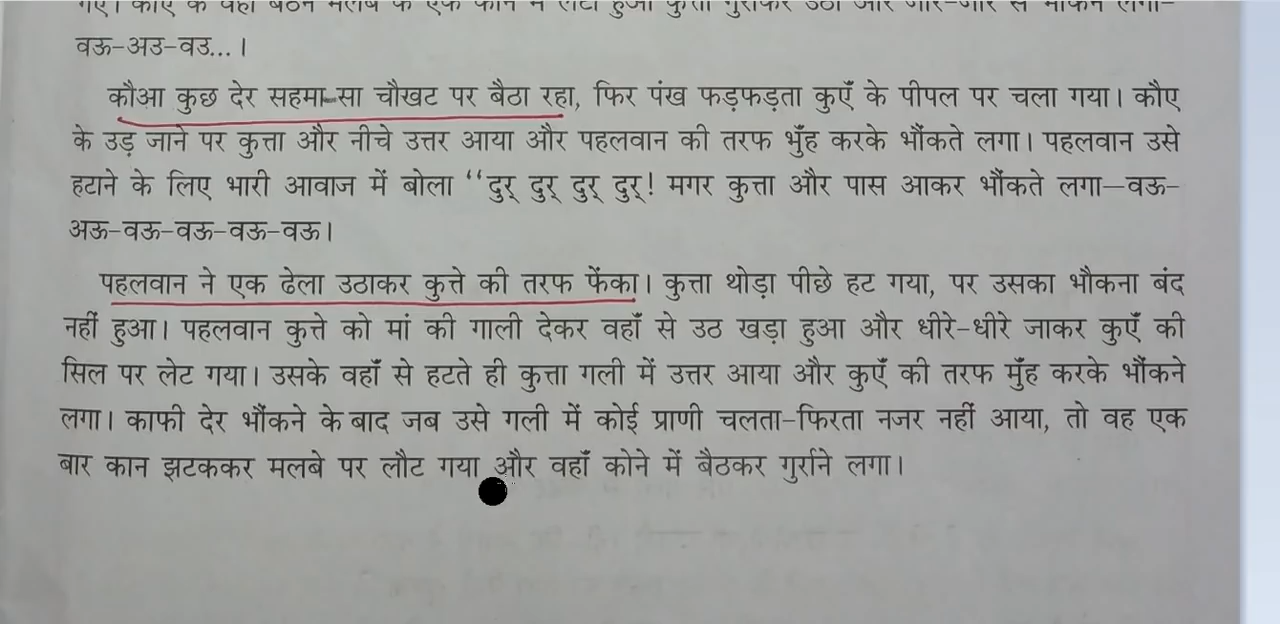 वऊ-अउ-वउ...।
कौआ कुछ देर सहमा-सा चौखट पर बैठा रहा, फिर पंख फड़फड़ता कुएँ के पीपल पर चला गया। कौए
के उड़ जाने पर कुत्ता और नीचे उत्तर आया और पहलवान की तरफ भुँह करके भौंकते लगा। पहलवान उसे
हटाने के लिए भारी आवाज में बोला ‘‘दुर् दुर् दुर् दुर्! मगर कुत्ता और पास आकर भौंकते लगा—वऊ-
अऊ-वऊ-वऊ-वऊ-वऊ।
पहलवान ने एक ढेला उठाकर कुत्ते की तरफ फेंका। कुत्ता थोड़ा पीछे हट गया, पर उसका भौकना बंद
नहीं हुआ। पहलवान कुत्ते को मां की गाली देकर वहाँ से उठ खड़ा हुआ और धीरे-धीरे जाकर कुएँ की
सिल पर लेट गया। उसके वहाँ से हटते ही कुत्ता गली में उत्तर आया और कुएँ की तरफ मुँह करके भौंकने
लगा। काफी देर भौंकने के बाद जब उसे गली में कोई प्राणी चलता-फिरता नजर नहीं आया, तो वह एक
बार कान झटककर मलबे पर लौट गया और वहाँ कोने में बैठकर गुर्राने लगा।